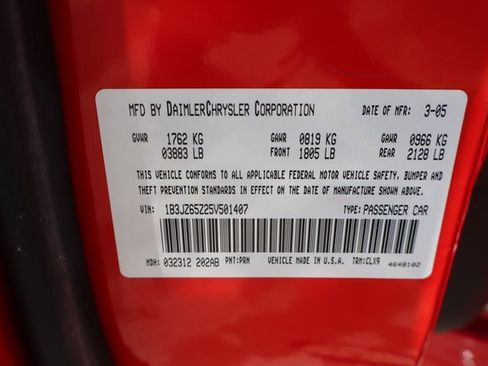 MFD BY DAIMLERCHRYSLER CORPORATION DATE OF MFR: 3-05
GVWR 1762 KG GAWR 0819 KG GAWR 0966 KG
03883 LB FRONT 1805 LB REAR 2128 LB
THIS VEHICLE CONFORMS TO ALL APPLICABLE FEDERAL MOTOR VEHICLE SAFETY, BUMPER AND
THEFT PREVENTION STANDARDS IN EFFECT ON THE DATE OF MANUFACTURE SHOWN ABOVE.
VIN: 1B3JZ65Z25V501407 TYPE: PASSENGER CAR
MDH: 032312 202AB PNT: PRN VEHICLE MADE IN U.S.A. TRM: CLX9
4648102